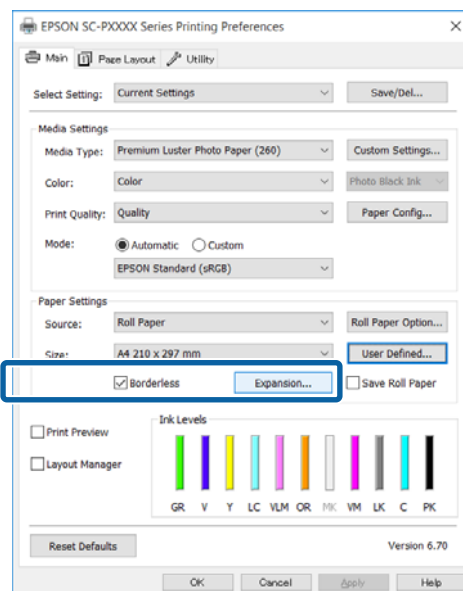 EPSON SC-PXXXX Series Printing Preferences
Main Page Layout Utility
Select Setting: Current Settings Save/Del...
Media Settings
Media Type: Premium Luster Photo Paper (260) Custom Settings...
Color: Color Photo Black Ink
Print Quality: Quality Paper Config...
Mode: Automatic Custom
EPSON Standard (sRGB)
Paper Settings
Source: Roll Paper Roll Paper Option...
Size: A4 210 x 297 mm User Defined...
Borderless Expansion... Save Roll Paper
Print Preview
Layout Manager
Ink Levels
GR V Y LC VLM OR MK VM LK C PK
Reset Defaults Version 6.70
OK Cancel Apply Help